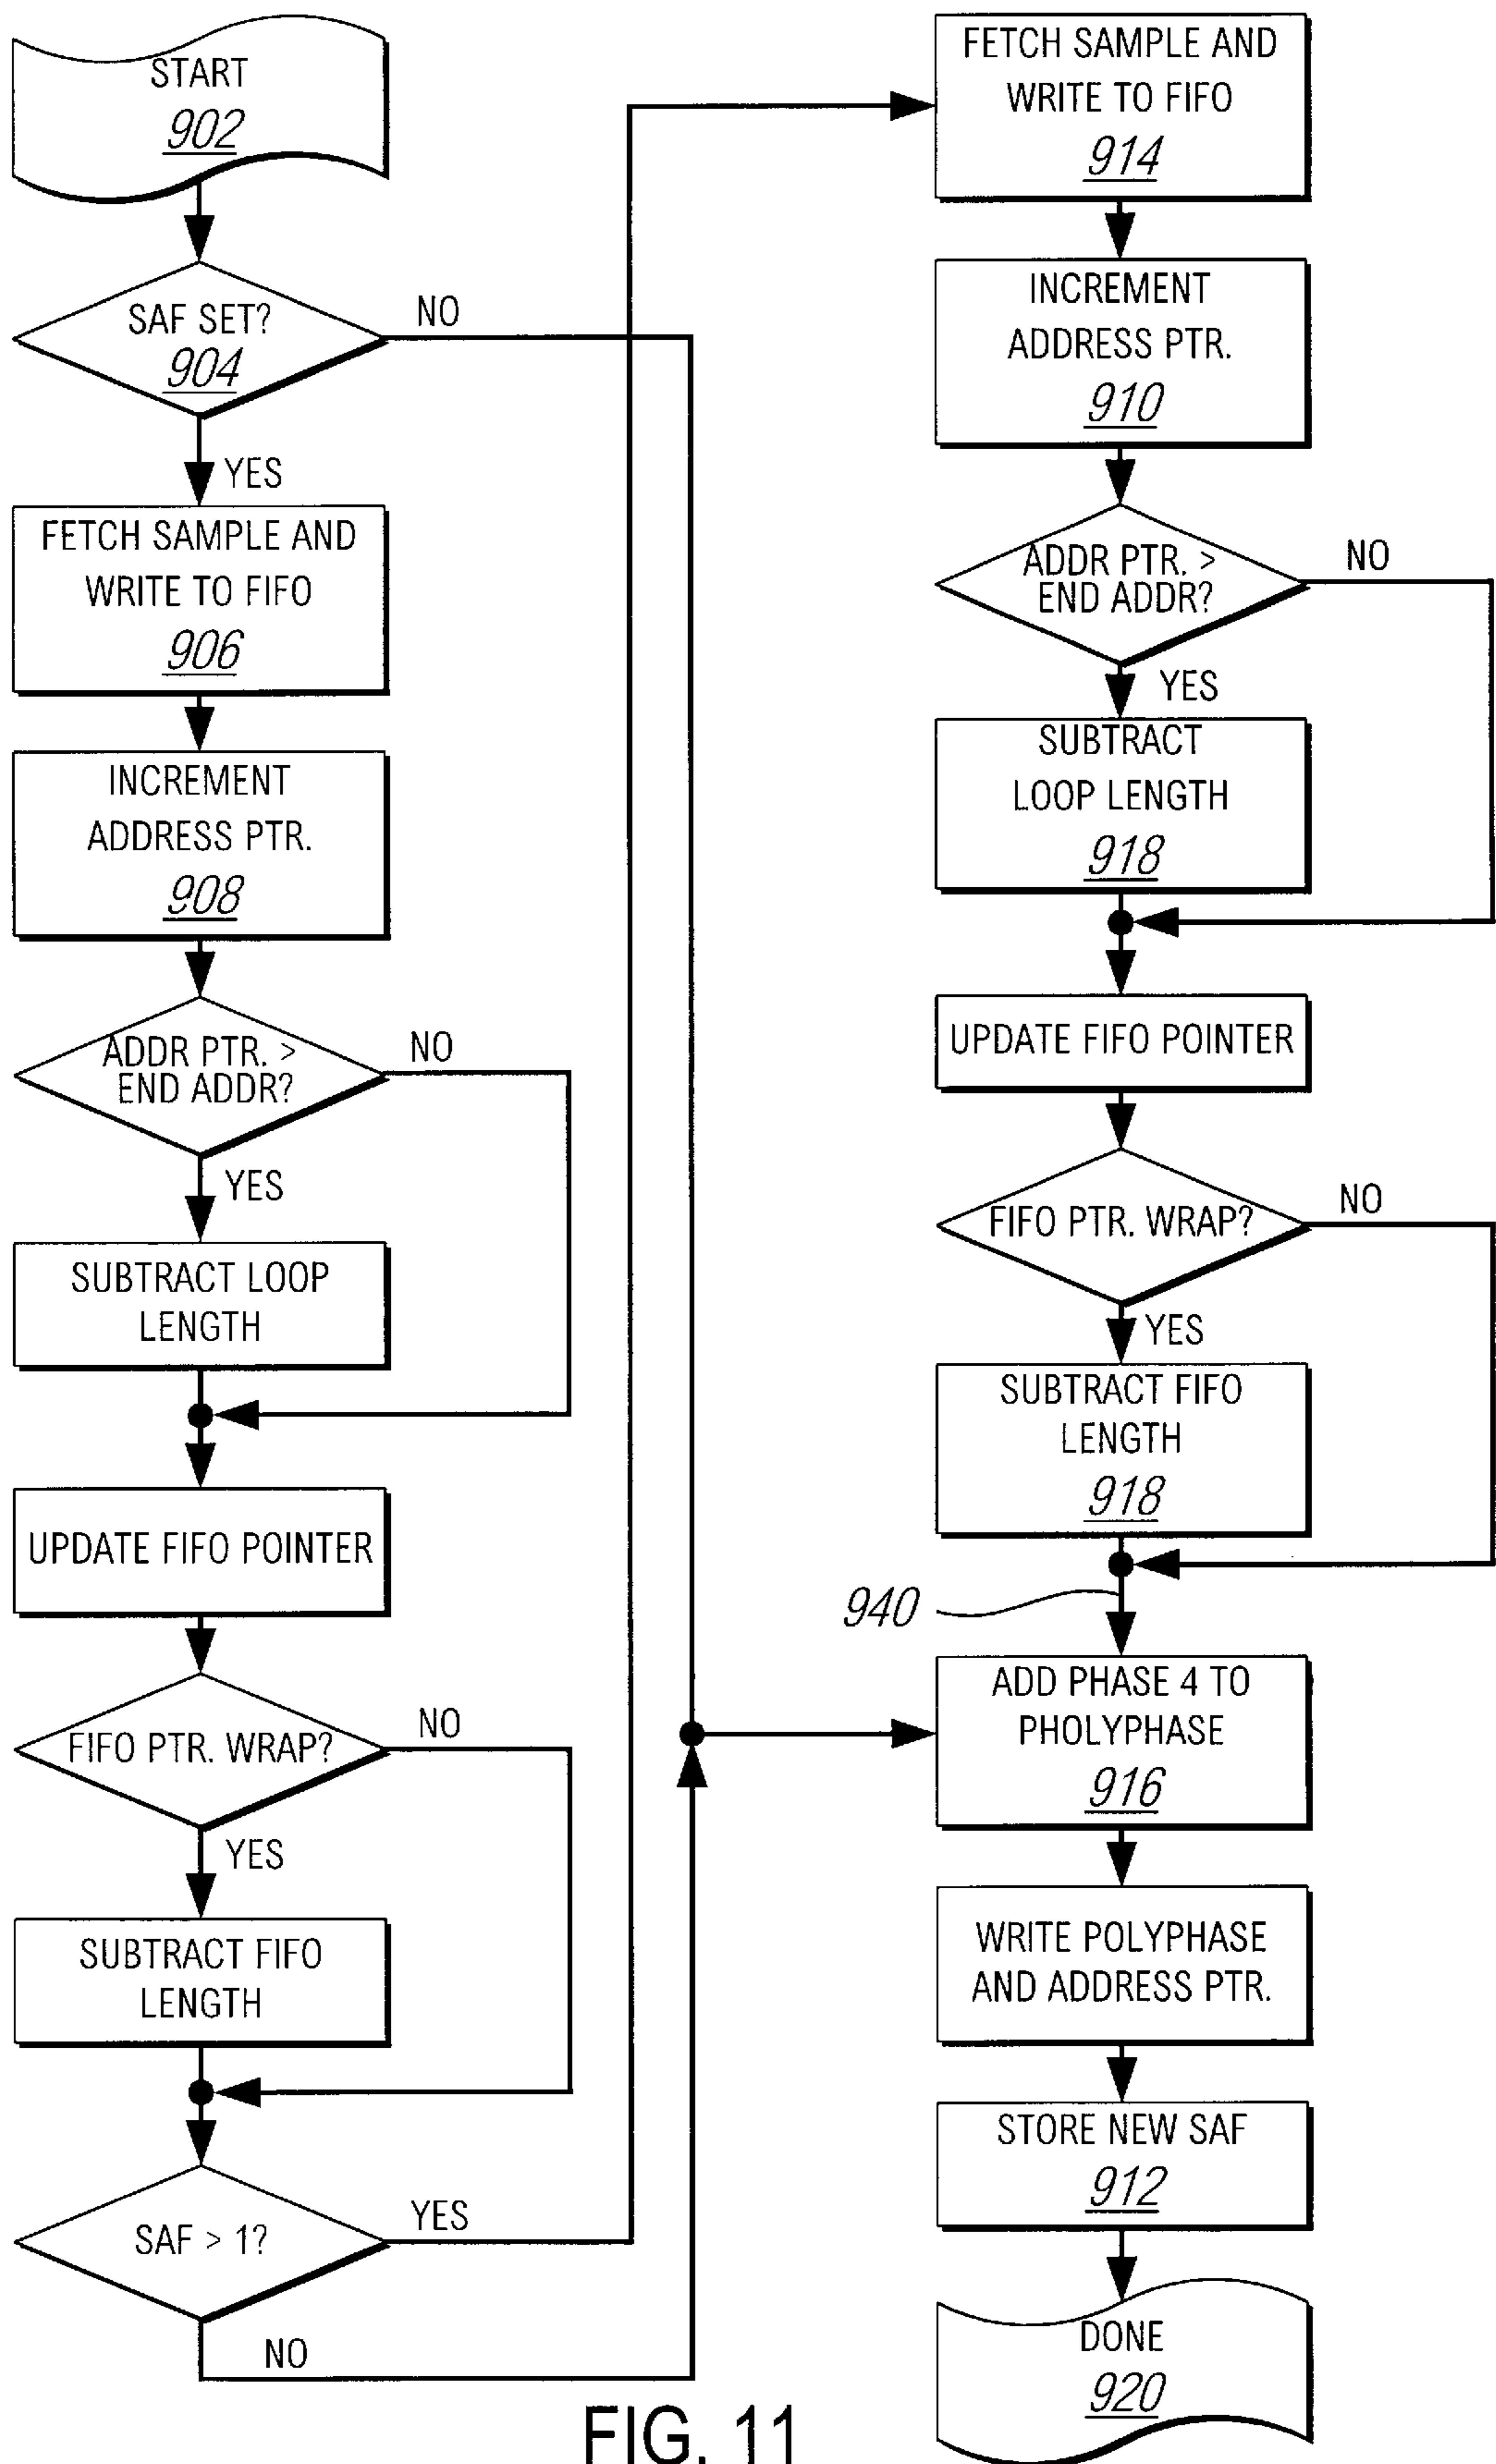 START
902
SAF SET?
904
NO
YES
FETCH SAMPLE AND
WRITE TO FIFO
906
INCREMENT
ADDRESS PTR.
908
ADDR PTR. >
END ADDR?
NO
YES
SUBTRACT LOOP
LENGTH
UPDATE FIFO POINTER
FIFO PTR. WRAP?
NO
YES
SUBTRACT FIFO
LENGTH
SAF > 1?
YES
NO
FETCH SAMPLE AND
WRITE TO FIFO
914
INCREMENT
ADDRESS PTR.
910
ADDR PTR. >
END ADDR?
NO
YES
SUBTRACT
LOOP LENGTH
918
UPDATE FIFO POINTER
FIFO PTR. WRAP?
NO
YES
SUBTRACT FIFO
LENGTH
918
940
ADD PHASE 4 TO
PHOLYPHASE
916
WRITE POLYPHASE
AND ADDRESS PTR.
STORE NEW SAF
912
DONE
920
FIG. 11